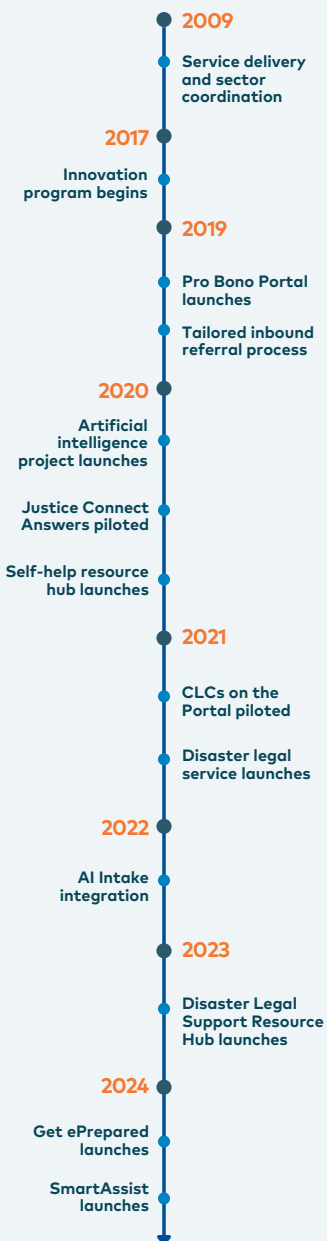 2009
Service delivery
and sector
coordination
2017
Innovation
program begins
2019
Pro Bono Portal
launches
Tailored inbound
referral process
2020
Artificial
intelligence
project launches
Justice Connect
Answers piloted
Self-help resource
hub launches
2021
CLCs on the
Portal piloted
Disaster legal
service launches
2022
AI Intake
integration
2023
Disaster Legal
Support Resource
Hub launches
2024
Get ePrepared
launches
SmartAssist
launches